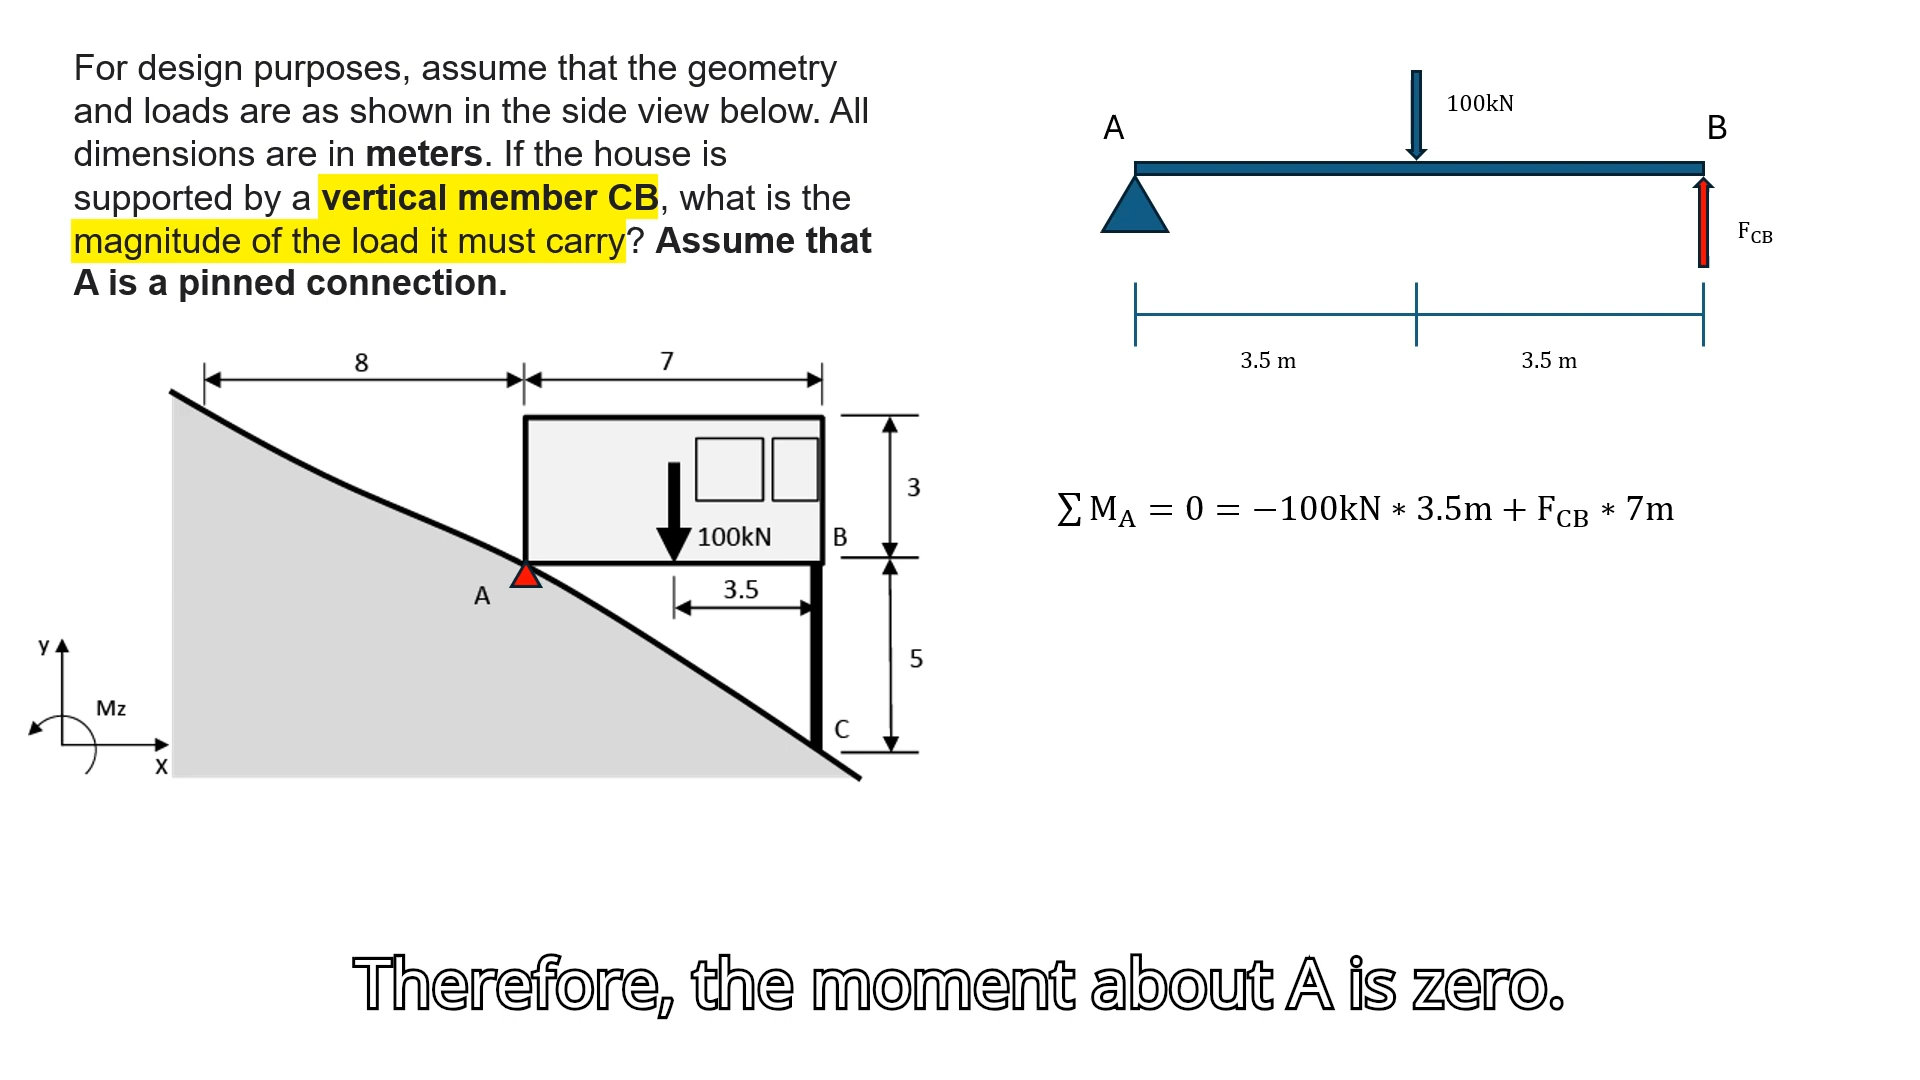 For design purposes, assume that the geometry
and loads are as shown in the side view below. All
dimensions are in meters. If the house is
supported by a vertical member CB, what is the
magnitude of the load it must carry? Assume that
A is a pinned connection.
100kN
A
B
F_CB
3.5 m
3.5 m
8
7
3
100kN
B
3.5
A
5
y
Mz
X
C
∑ M_A = 0 = −100kN ∗ 3.5m + F_CB ∗ 7m
Therefore, the moment about A is zero.